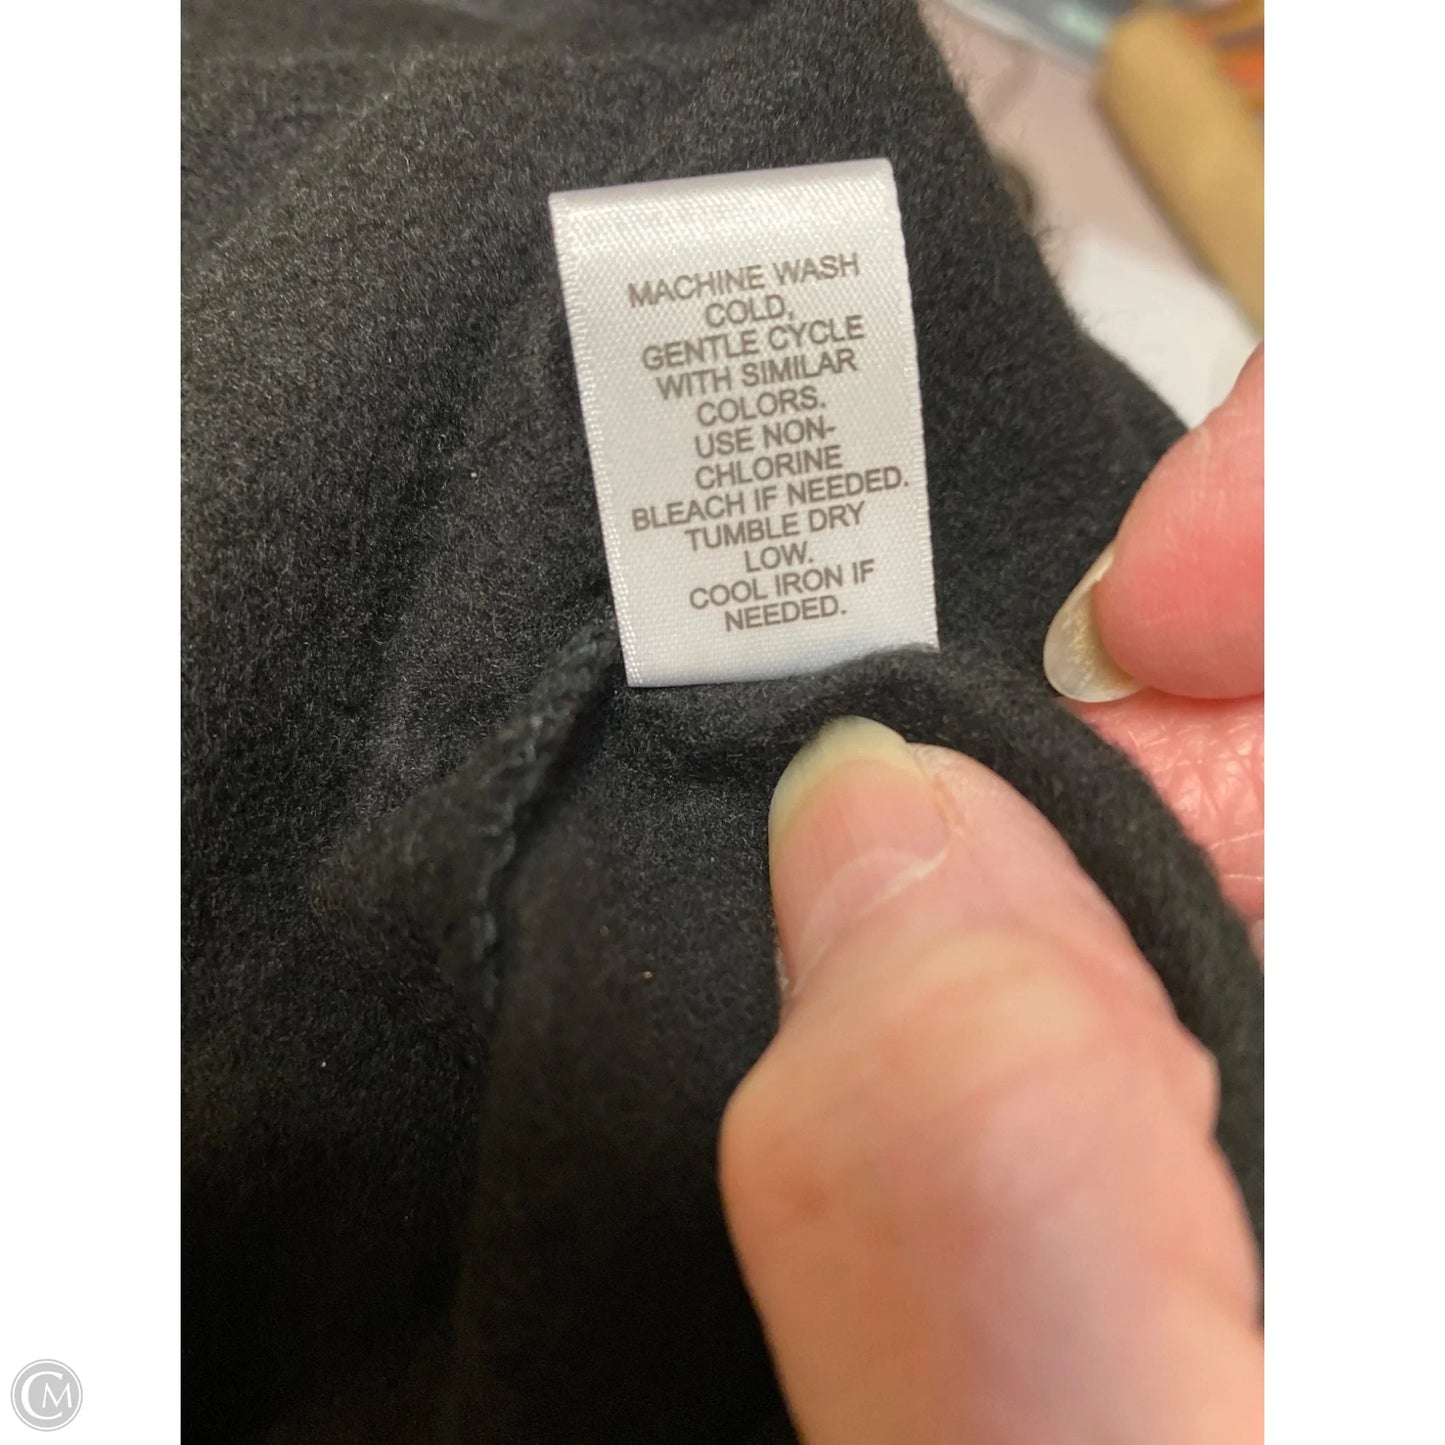 MACHINE WASH
COLD,
GENTLE CYCLE
WITH SIMILAR
COLORS.
USE NON-
CHLORINE
BLEACH IF NEEDED.
TUMBLE DRY
LOW.
COOL IRON IF
NEEDED.
CM